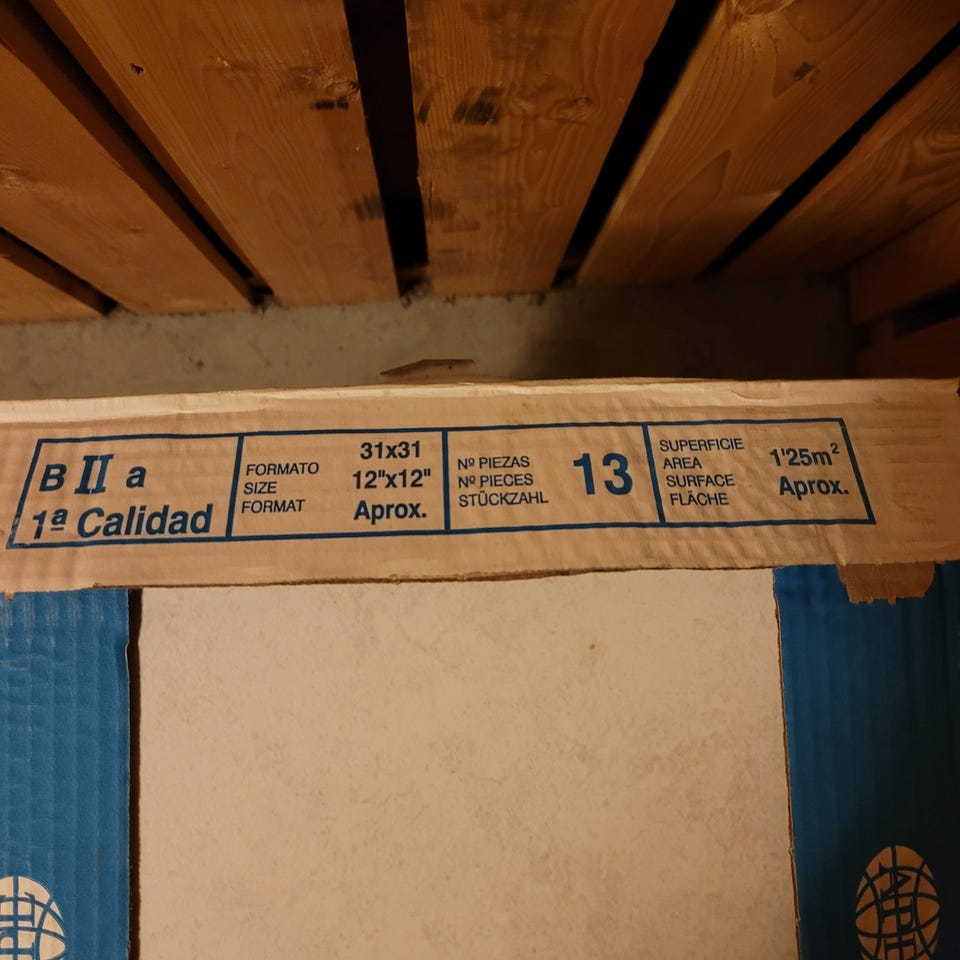 B II a
1ª Calidad
FORMATO
SIZE
FORMAT
31x31
12"x12"
Aprox.
Nº PIEZAS
Nº PIECES
STÜCKZAHL
13
SUPERFICIE
AREA
SURFACE
FLÄCHE
1'25m²
Aprox.